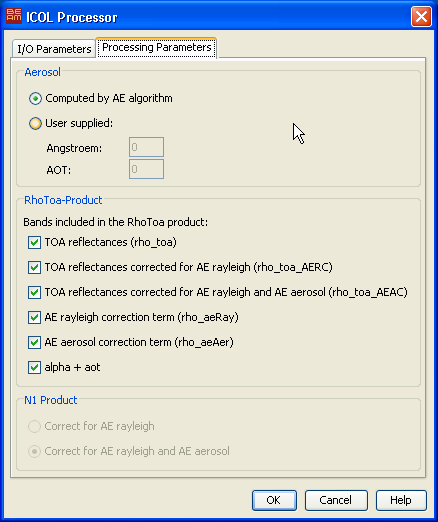 BEAM ICOL Processor
I/O Parameters Processing Parameters
Aerosol
Computed by AE algorithm
User supplied:
Angstroem: 0
AOT: 0
RhoToa-Product
Bands included in the RhoToa product:
TOA reflectances (rho_toa)
TOA reflectances corrected for AE rayleigh (rho_toa_AERC)
TOA reflectances corrected for AE rayleigh and AE aerosol (rho_toa_AEAC)
AE rayleigh correction term (rho_aeRay)
AE aerosol correction term (rho_aeAer)
alpha + aot
N1 Product
Correct for AE rayleigh
Correct for AE rayleigh and AE aerosol
OK Cancel Help